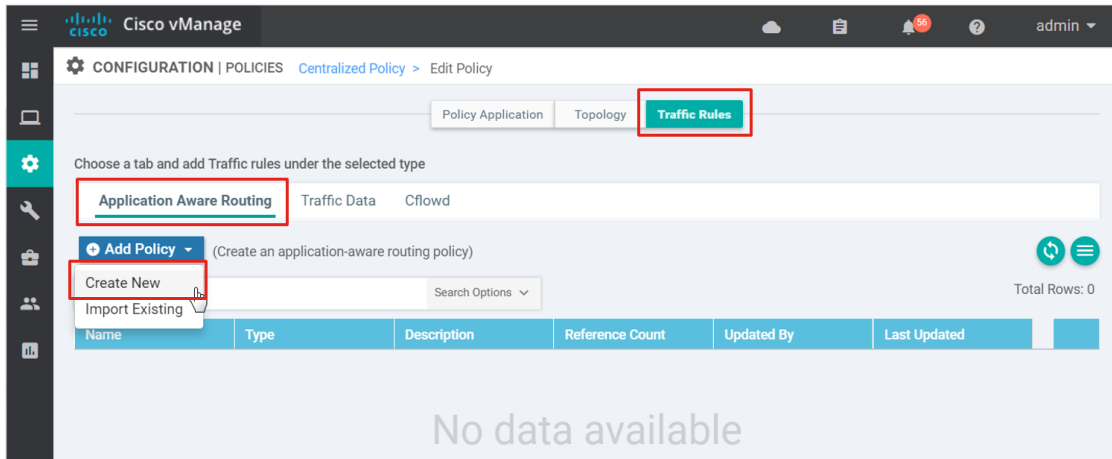 cisco Cisco vManage 56 admin
CONFIGURATION | POLICIES Centralized Policy > Edit Policy
Policy Application Topology Traffic Rules
Choose a tab and add Traffic rules under the selected type
Application Aware Routing Traffic Data Cflowd
Add Policy (Create an application-aware routing policy)
Create New
Search Options Total Rows: 0
Import Existing
Name Type Description Reference Count Updated By Last Updated
No data available